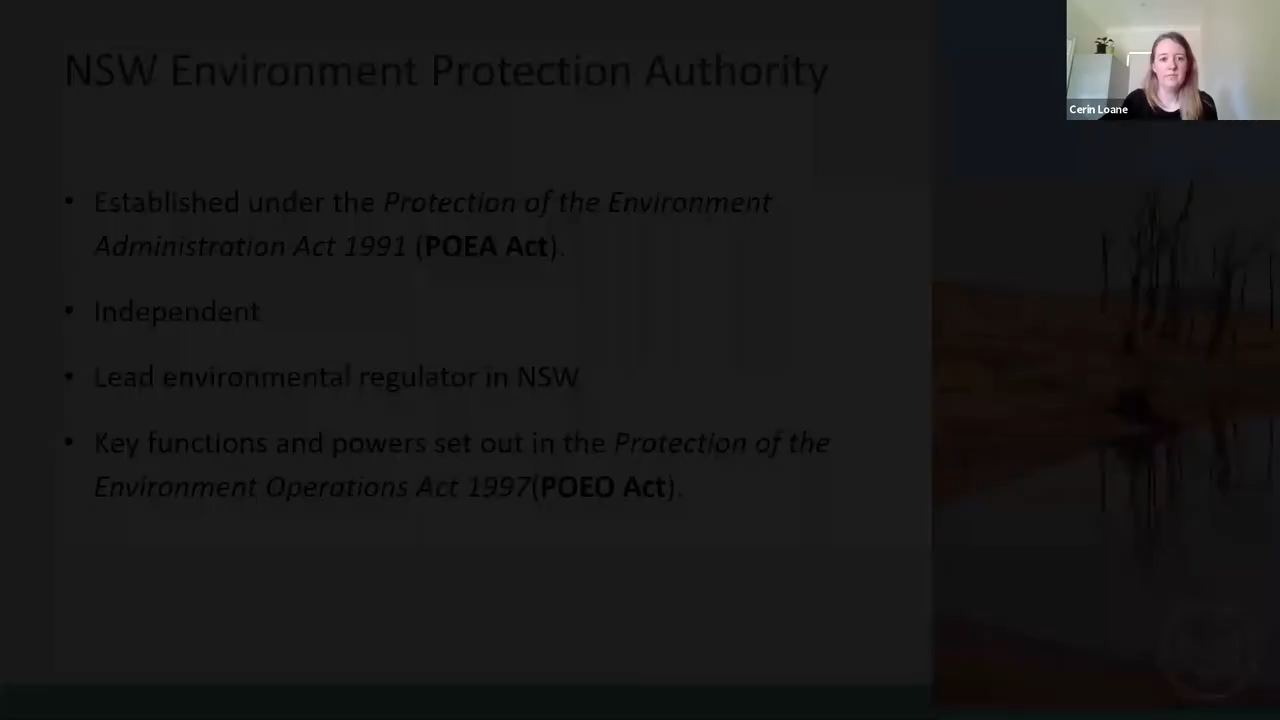 NSW Environment Protection Authority
Cerin Loane
• Established under the Protection of the Environment
Administration Act 1991 (POEA Act).
• Independent
• Lead environmental regulator in NSW
• Key functions and powers set out in the Protection of the
Environment Operations Act 1997(POEO Act).